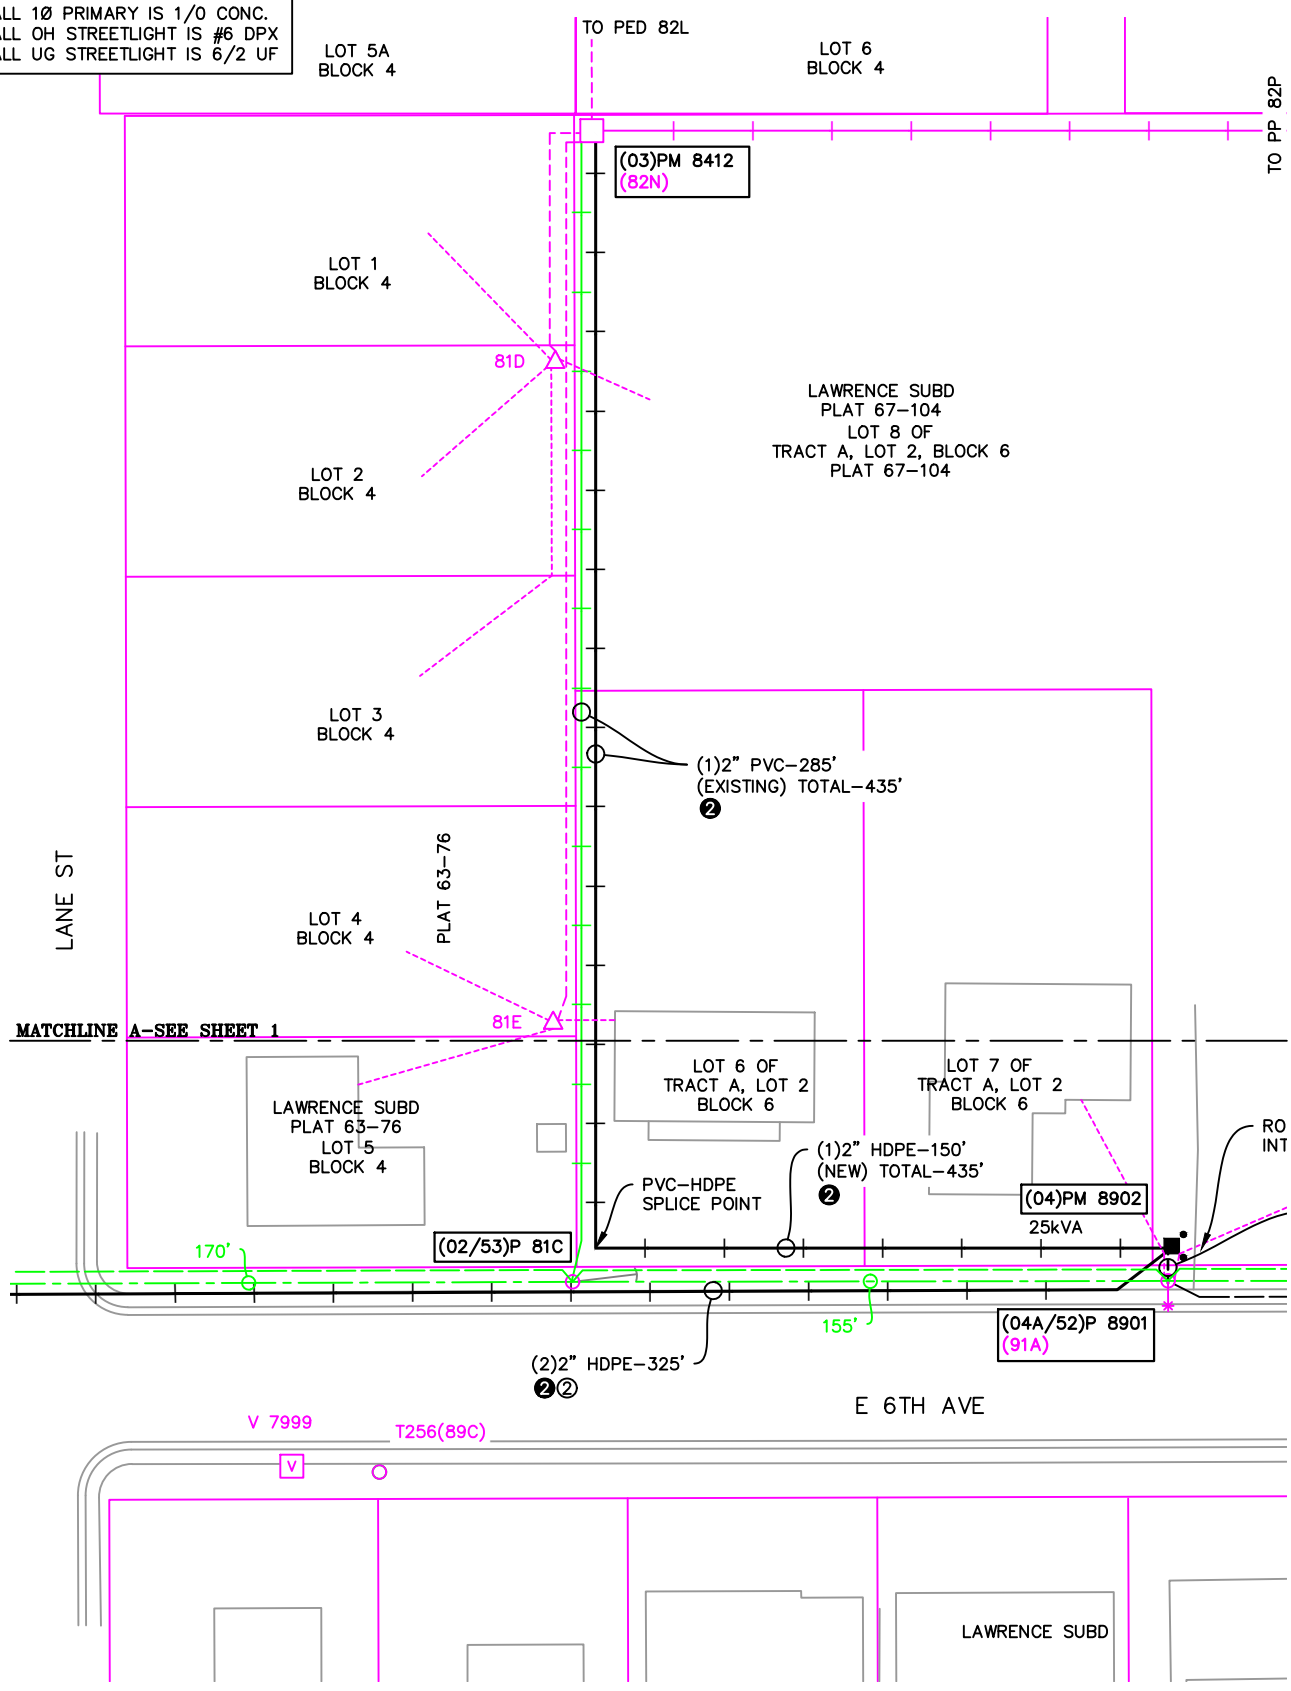 ALL 1Ø PRIMARY IS 1/0 CONC.
ALL OH STREETLIGHT IS #6 DPX
ALL UG STREETLIGHT IS 6/2 UF
LOT 5A
BLOCK 4
TO PED 82L
LOT 6
BLOCK 4
TO PP 82P
(03)PM 8412
(82N)
LOT 1
BLOCK 4
81D
LAWRENCE SUBD
PLAT 67-104
LOT 8 OF
TRACT A, LOT 2, BLOCK 6
PLAT 67-104
LOT 2
BLOCK 4
LOT 3
BLOCK 4
(1)2" PVC-285'
(EXISTING) TOTAL-435'
2
LANE ST
PLAT 63-76
LOT 4
BLOCK 4
81E
MATCHLINE A-SEE SHEET 1
LOT 6 OF
TRACT A, LOT 2
BLOCK 6
LOT 7 OF
TRACT A, LOT 2
BLOCK 6
LAWRENCE SUBD
PLAT 63-76
LOT 5
BLOCK 4
RO
INT
(1)2" HDPE-150'
(NEW) TOTAL-435'
2
PVC-HDPE
SPLICE POINT
(04)PM 8902
25kVA
(02/53)P 81C
170'
155'
(04A/52)P 8901
(91A)
(2)2" HDPE-325'
2 2
E 6TH AVE
V 7999
T256(89C)
V
LAWRENCE SUBD